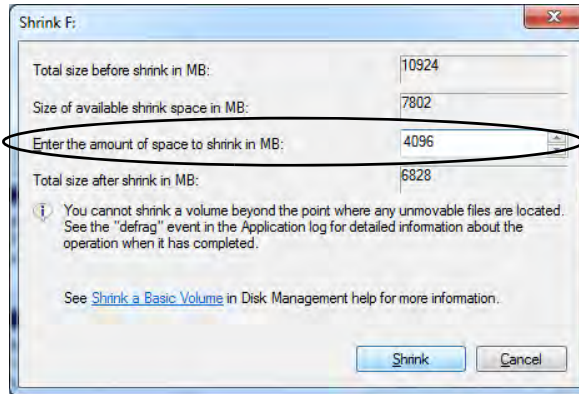 Shrink F:
Total size before shrink in MB: 10924
Size of available shrink space in MB: 7802
Enter the amount of space to shrink in MB: 4096
Total size after shrink in MB: 6828
You cannot shrink a volume beyond the point where any unmovable files are located.
See the "defrag" event in the Application log for detailed information about the
operation when it has completed.
See Shrink a Basic Volume in Disk Management help for more information.
Shrink Cancel